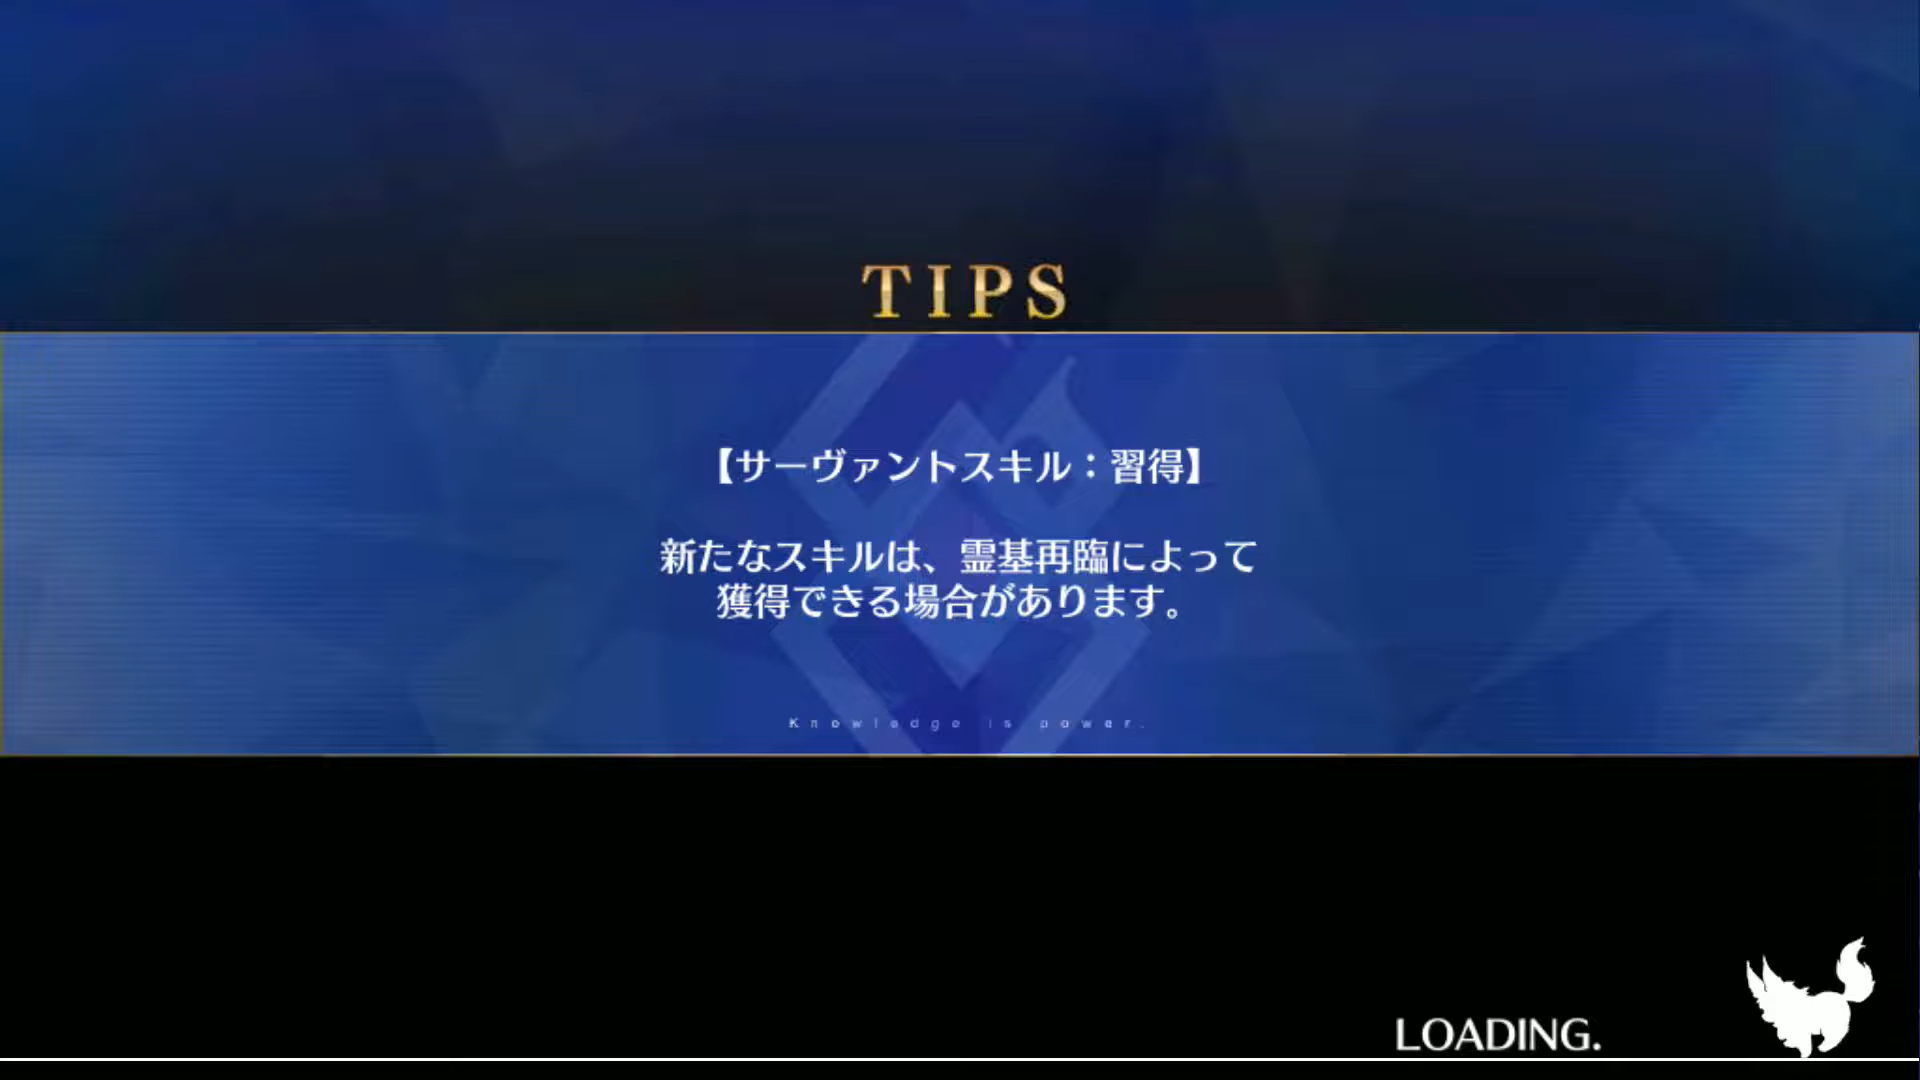 TIPS
【サーヴァントスキル：習得】
新たなスキルは、霊基再臨によって
獲得できる場合があります。
Knowledge is power.
LOADING.